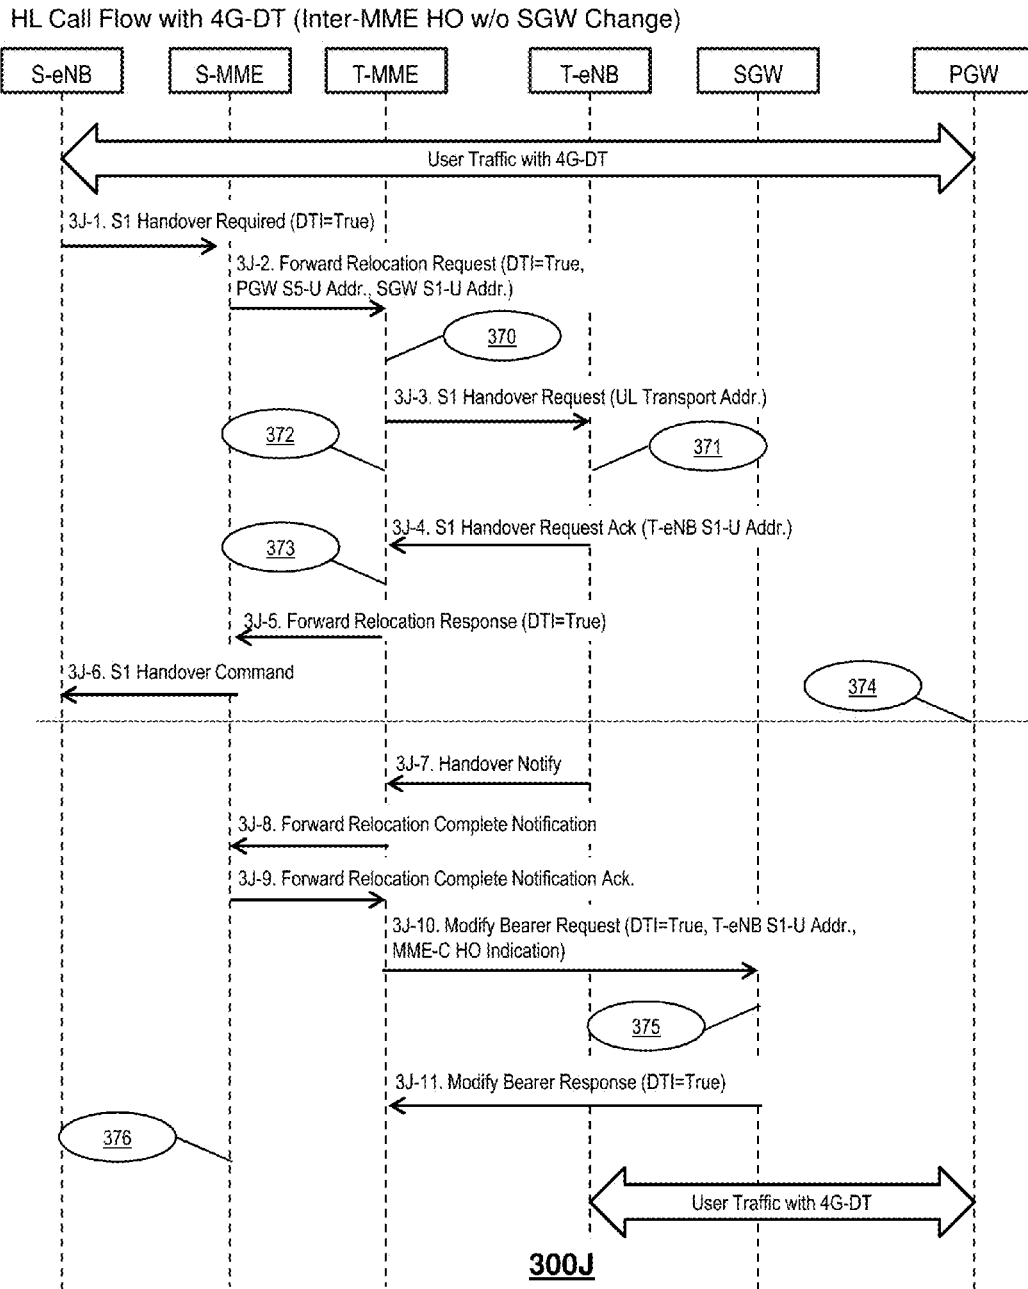 HL Call Flow with 4G-DT (Inter-MME HO w/o SGW Change)
S-eNB
S-MME
T-MME
T-eNB
SGW
PGW
User Traffic with 4G-DT
3J-1. S1 Handover Required (DTI=True)
3J-2. Forward Relocation Request (DTI=True,
PGW S5-U Addr., SGW S1-U Addr.)
370
3J-3. S1 Handover Request (UL Transport Addr.)
372
371
3J-4. S1 Handover Request Ack (T-eNB S1-U Addr.)
373
3J-5. Forward Relocation Response (DTI=True)
3J-6. S1 Handover Command
374
3J-7. Handover Notify
3J-8. Forward Relocation Complete Notification
3J-9. Forward Relocation Complete Notification Ack.
3J-10. Modify Bearer Request (DTI=True, T-eNB S1-U Addr.,
MME-C HO Indication)
375
3J-11. Modify Bearer Response (DTI=True)
376
User Traffic with 4G-DT
300J